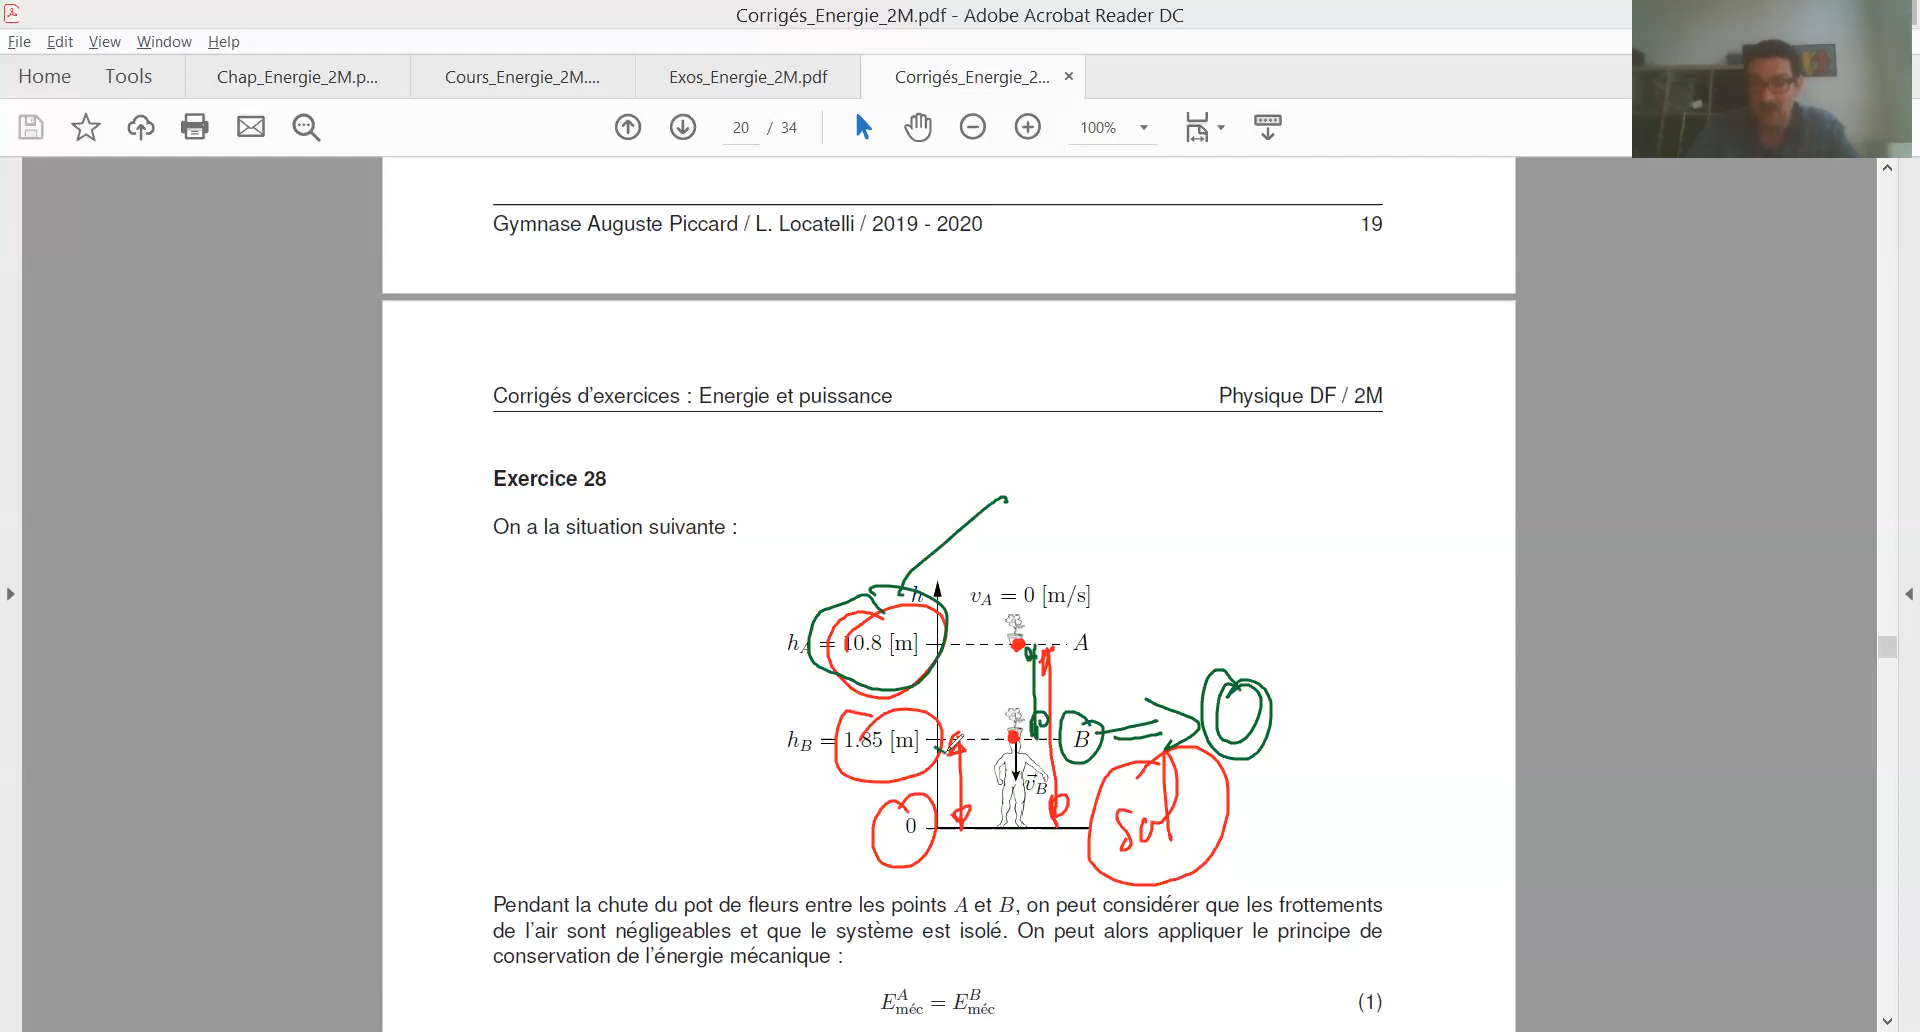 Corrigés_Energie_2M.pdf - Adobe Acrobat Reader DC
File Edit View Window Help
Home Tools Chap_Energie_2M.p... Cours_Energie_2M.... Exos_Energie_2M.pdf Corrigés_Energie_2... ×
20 / 34 100%
Gymnase Auguste Piccard / L. Locatelli / 2019 - 2020 19
Corrigés d'exercices : Energie et puissance Physique DF / 2M
Exercice 28
On a la situation suivante :
h v_A = 0 [m/s]
h_A = 10.8 [m] A
h_B = 1.85 [m] B 0
v_B
0 sol
Pendant la chute du pot de fleurs entre les points A et B, on peut considérer que les frottements
de l'air sont négligeables et que le système est isolé. On peut alors appliquer le principe de
conservation de l'énergie mécanique :
E^A_méc = E^B_méc (1)